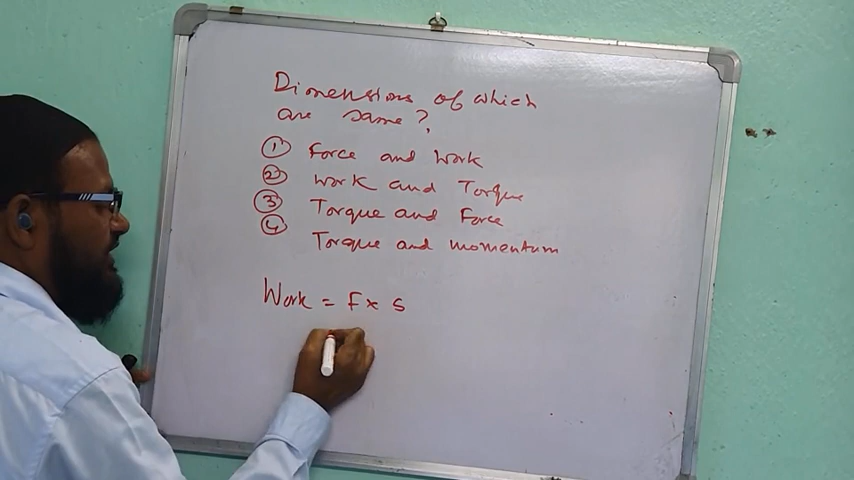 Dimensions of which
are same?
① Force and Work
② Work and Torque
③ Torque and Force
④ Torque and momentum
Work = F x s